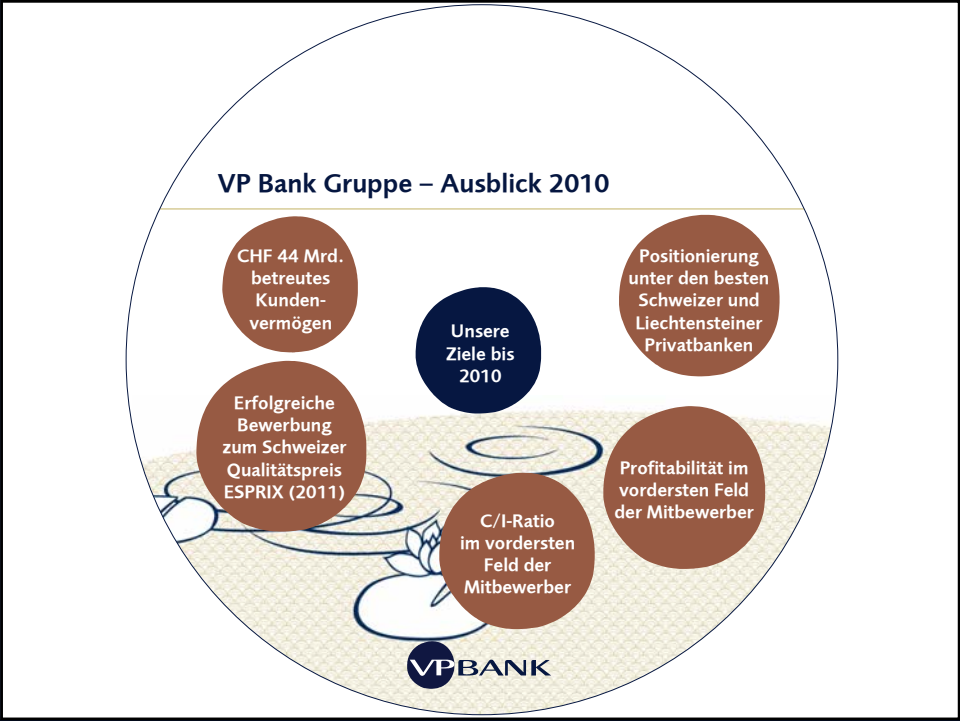 VP Bank Gruppe – Ausblick 2010
CHF 44 Mrd.
betreutes
Kunden-
vermögen
Positionierung
unter den besten
Schweizer und
Liechtensteiner
Privatbanken
Unsere
Ziele bis
2010
Erfolgreiche
Bewerbung
zum Schweizer
Qualitätspreis
ESPRIX (2011)
Profitabilität im
vordersten Feld
der Mitbewerber
C/I-Ratio
im vordersten
Feld der
Mitbewerber
VPBANK